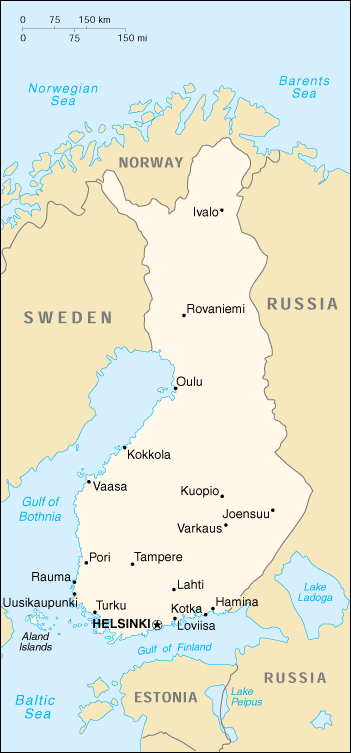 0 75 150 km
0 75 150 mi
Norwegian
Sea
Barents
Sea
NORWAY
Ivalo
RUSSIA
SWEDEN
Rovaniemi
Oulu
Kokkola
Vaasa
Kuopio
Gulf of
Bothnia
Joensuu
Varkaus
Pori
Tampere
Rauma
Lahti
Lake
Ladoga
Uusikaupunki
Turku
Kotka
Hamina
HELSINKI
Loviisa
Aland
Islands
Gulf of Finland
Baltic
Sea
ESTONIA
Lake
Peipus
RUSSIA